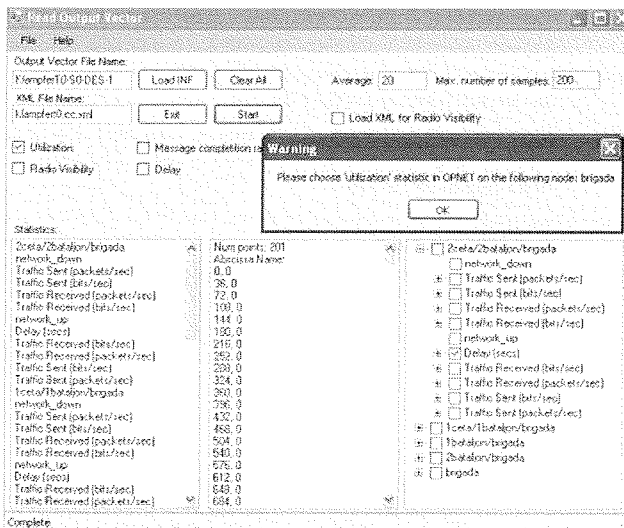 Read Output Vector
File Help
Output Vector File Name:
Load INF Clear All Average: 20 Max. number of samples: 200
XML File Name:
Exit Start Load XML for Radio Visibility
Utilization Message completion
Radio Visibility Delay
Warning
Please choose 'Utilization' statistic in OPNET on the following node: brigada
OK
Statistics:
2ceta/2bataljon/brigada
network_down
Traffic Sent (packets/sec)
Traffic Sent (bits/sec)
Traffic Received (packets/sec)
Traffic Received (bits/sec)
network_up
Delay (secs)
Traffic Received (bits/sec)
Traffic Received (packets/sec)
Traffic Sent (bits/sec)
Traffic Sent (packets/sec)
1ceta/1bataljon/brigada
network_down
Traffic Sent (packets/sec)
Traffic Sent (bits/sec)
Traffic Received (packets/sec)
Traffic Received (bits/sec)
network_up
Delay (secs)
Traffic Received (bits/sec)
Traffic Received (packets/sec)
Num points: 201
Abscissa Name:
0, 0
36, 0
72, 0
108, 0
144, 0
180, 0
216, 0
252, 0
288, 0
324, 0
360, 0
396, 0
432, 0
468, 0
504, 0
540, 0
576, 0
612, 0
648, 0
684, 0
2ceta/2bataljon/brigada
network_down
Traffic Sent (packets/sec)
Traffic Sent (bits/sec)
Traffic Received (packets/sec)
Traffic Received (bits/sec)
network_up
Delay (secs)
Traffic Received (bits/sec)
Traffic Received (packets/sec)
Traffic Sent (bits/sec)
Traffic Sent (packets/sec)
1ceta/1bataljon/brigada
1bataljon/brigada
2bataljon/brigada
brigada
Complete